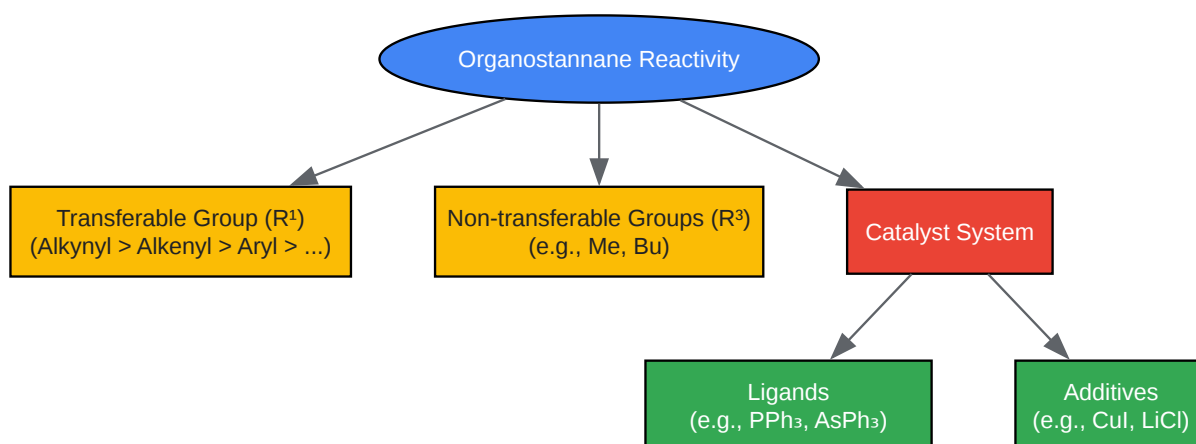 Organostannane Reactivity
Transferable Group (R¹)
(Alkynyl > Alkenyl > Aryl > ...)
Non-transferable Groups (R³)
(e.g., Me, Bu)
Catalyst System
Ligands
(e.g., PPh₃, AsPh₃)
Additives
(e.g., CuI, LiCl)